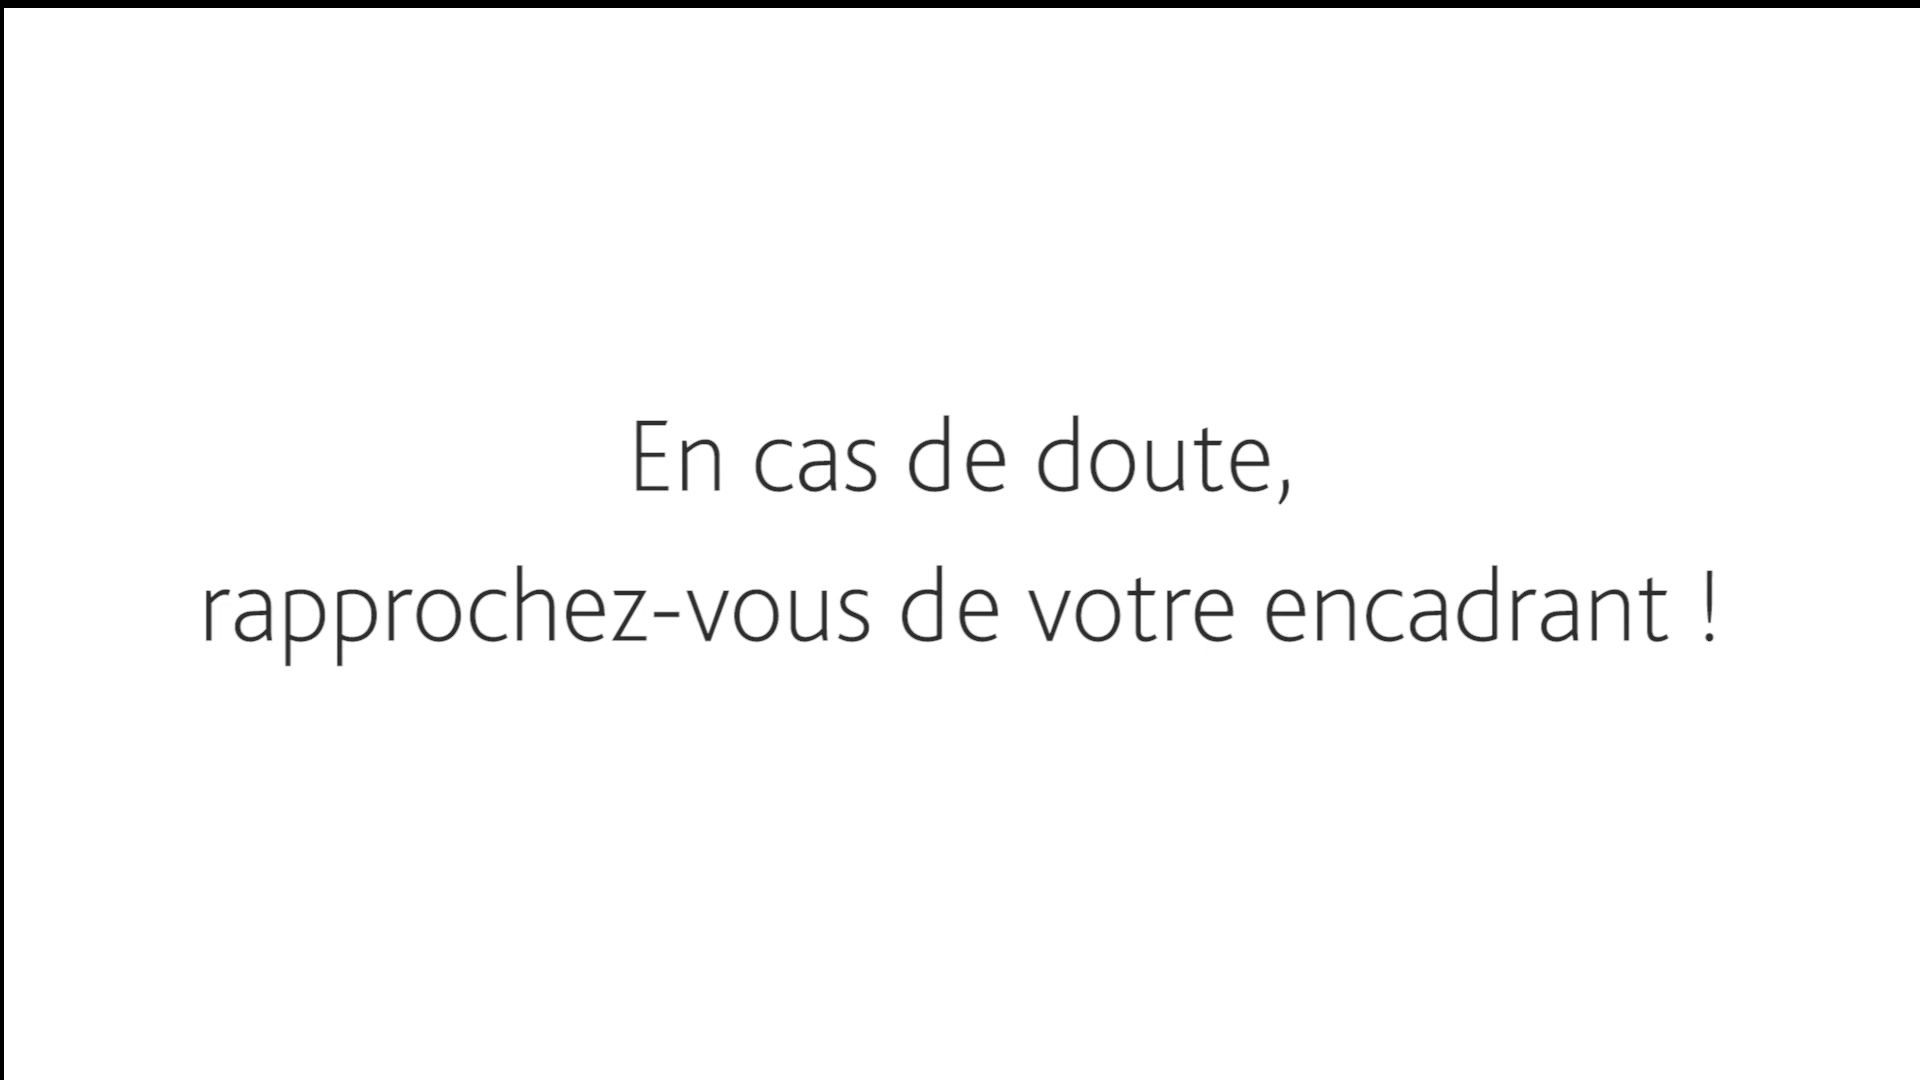 En cas de doute,
rapprochez-vous de votre encadrant !